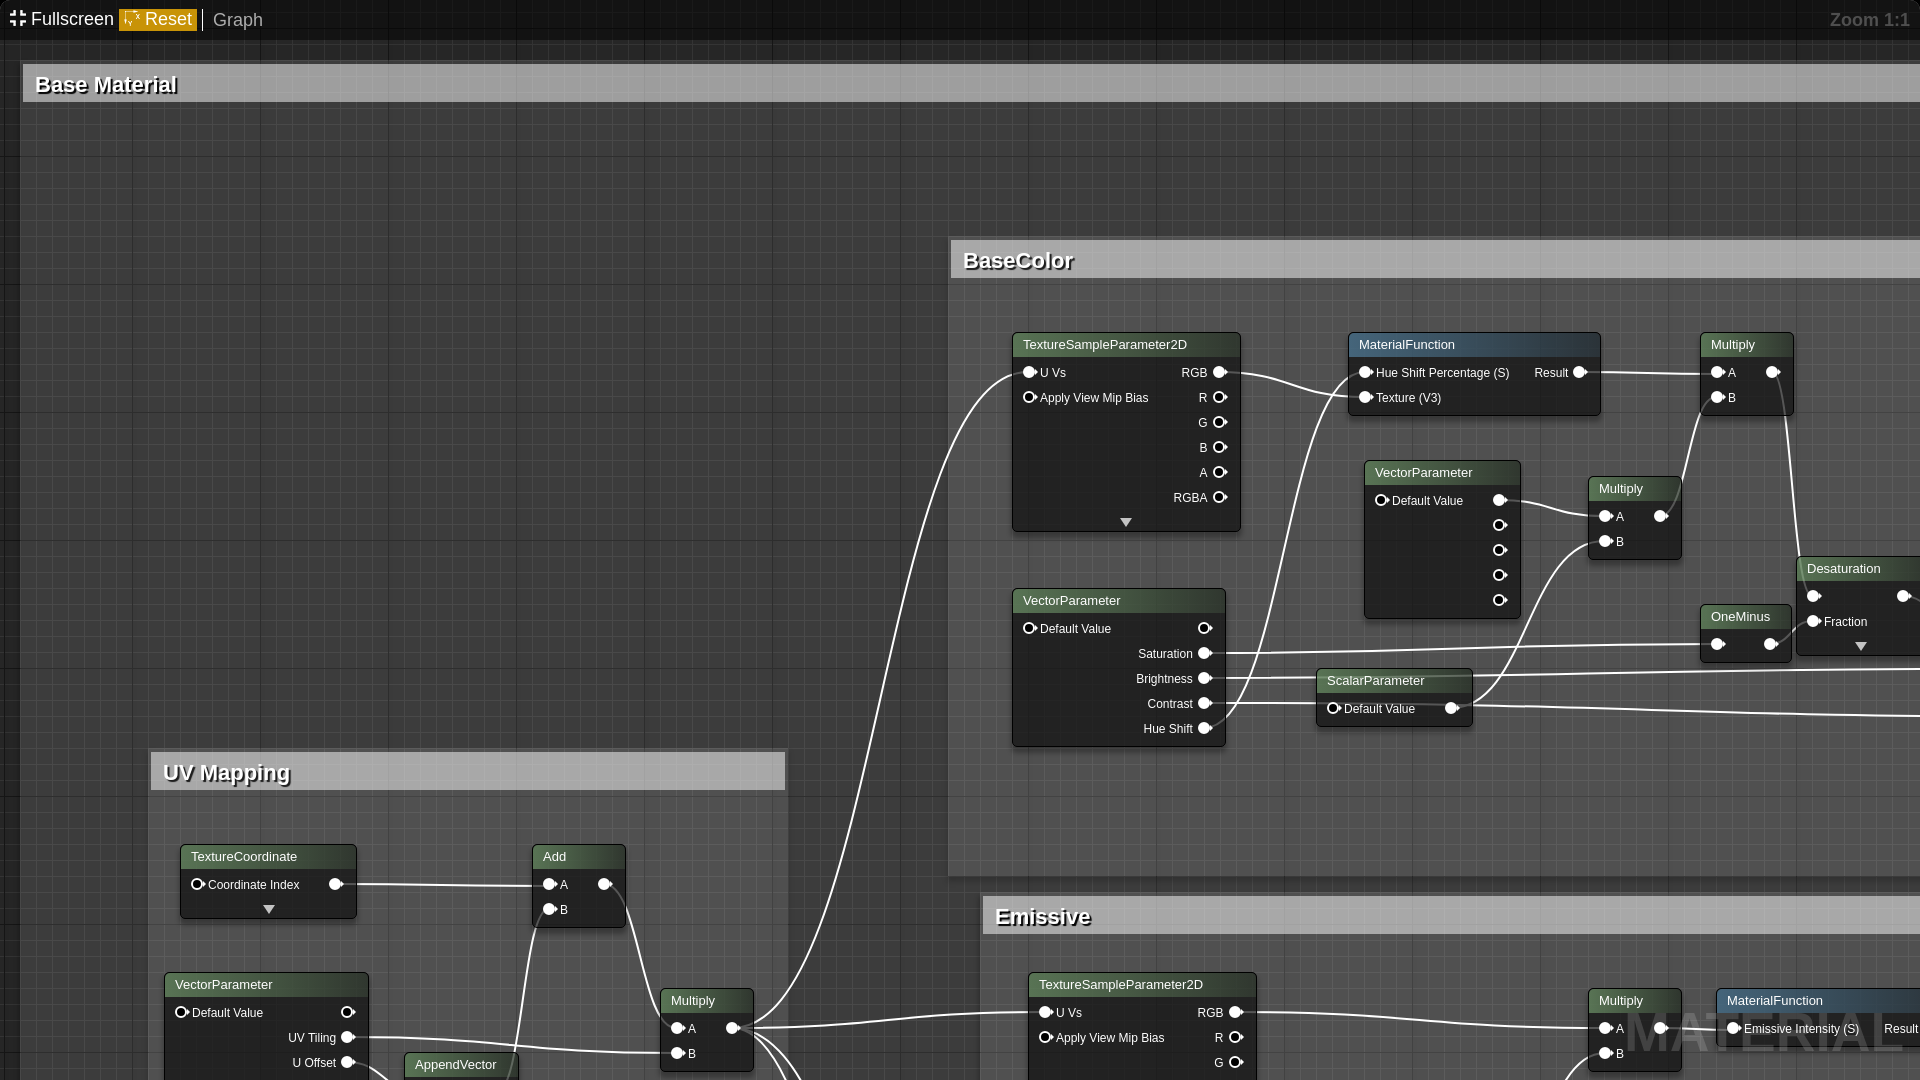 Fullscreen Reset Graph Zoom 1:1
Base Material
BaseColor
TextureSampleParameter2D
U Vs RGB
Apply View Mip Bias R
G
B
A
RGBA
MaterialFunction
Hue Shift Percentage (S) Result
Texture (V3)
Multiply
A
B
VectorParameter
Default Value
Multiply
A
B
Desaturation
Fraction
OneMinus
VectorParameter
Default Value
Saturation
Brightness
Contrast
Hue Shift
ScalarParameter
Default Value
UV Mapping
TextureCoordinate
Coordinate Index
Add
A
B
VectorParameter
Default Value
UV Tiling
U Offset
AppendVector
Multiply
A
B
Emissive
TextureSampleParameter2D
U Vs RGB
Apply View Mip Bias R
G
Multiply
A
B
MaterialFunction
Emissive Intensity (S) Result
MATERIAL